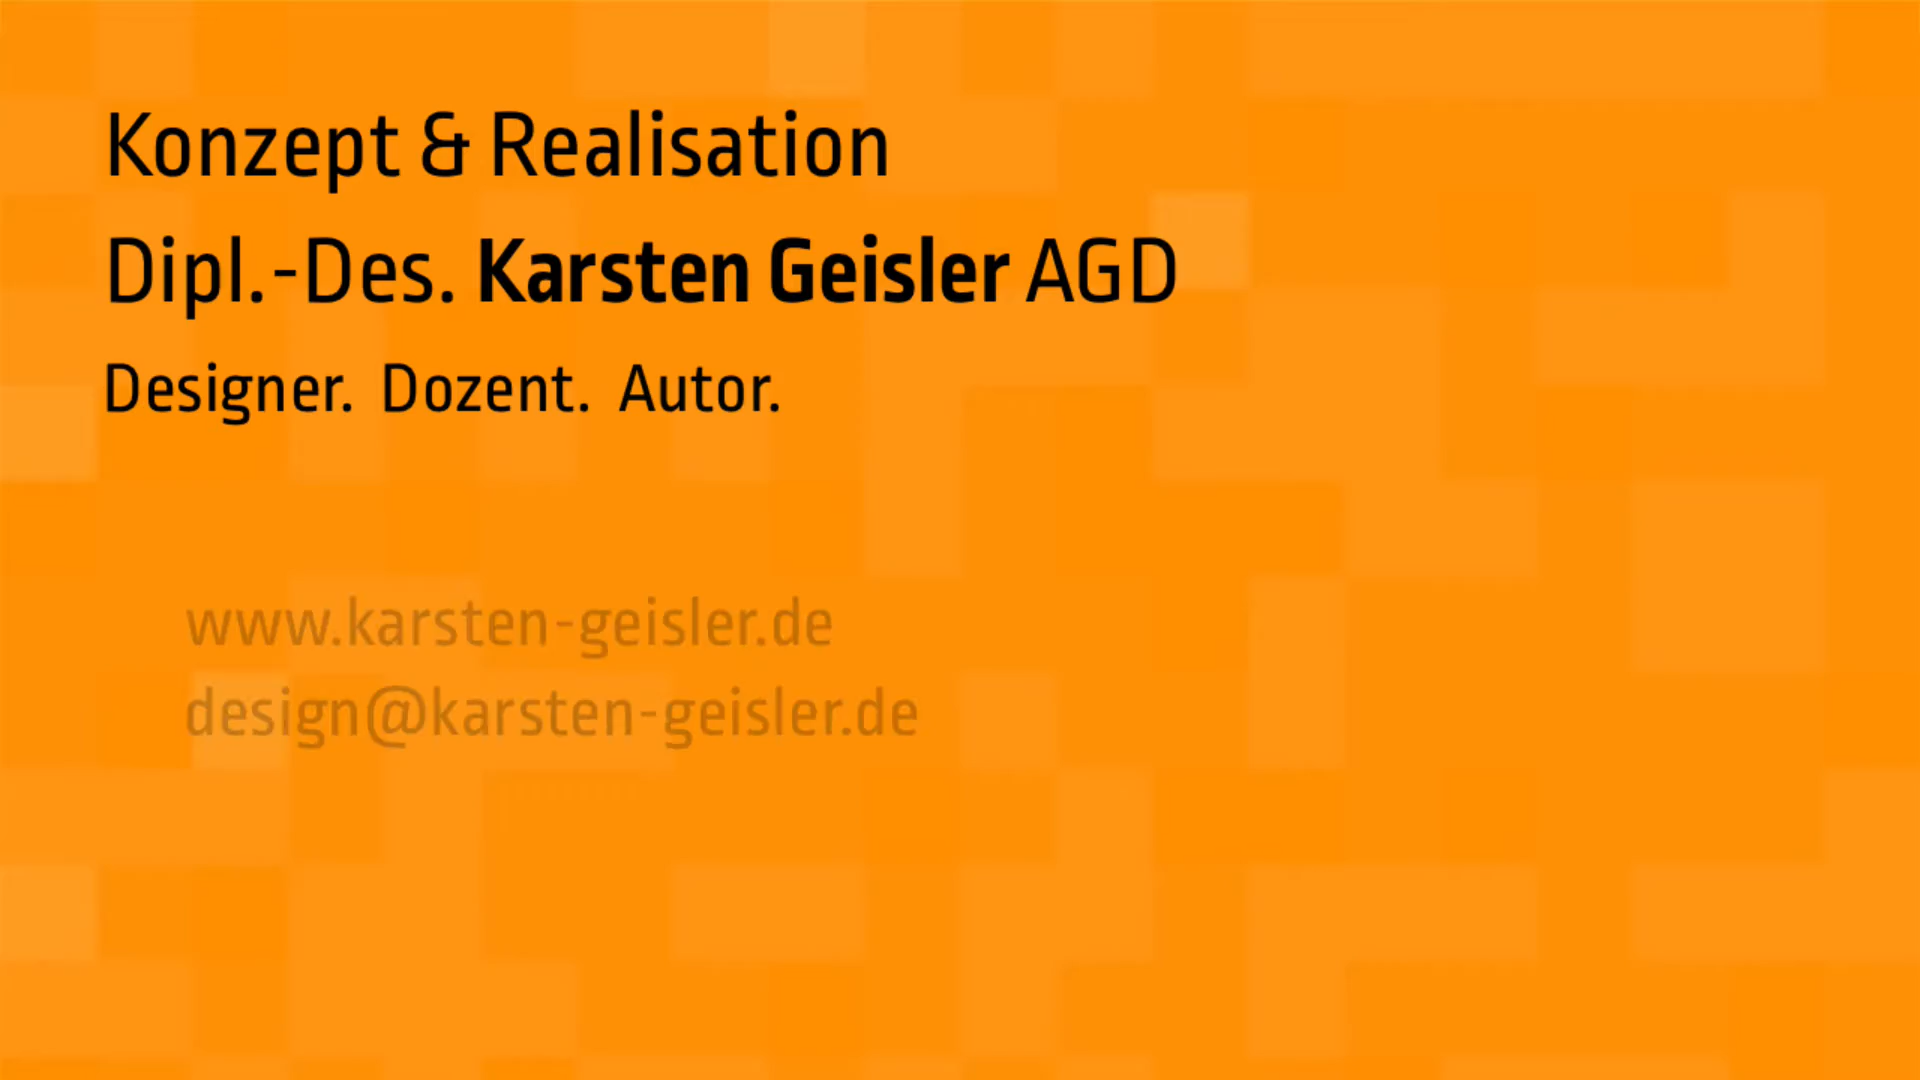 Konzept & Realisation
Dipl.-Des. Karsten Geisler AGD
Designer. Dozent. Autor.
www.karsten-geisler.de
design@karsten-geisler.de